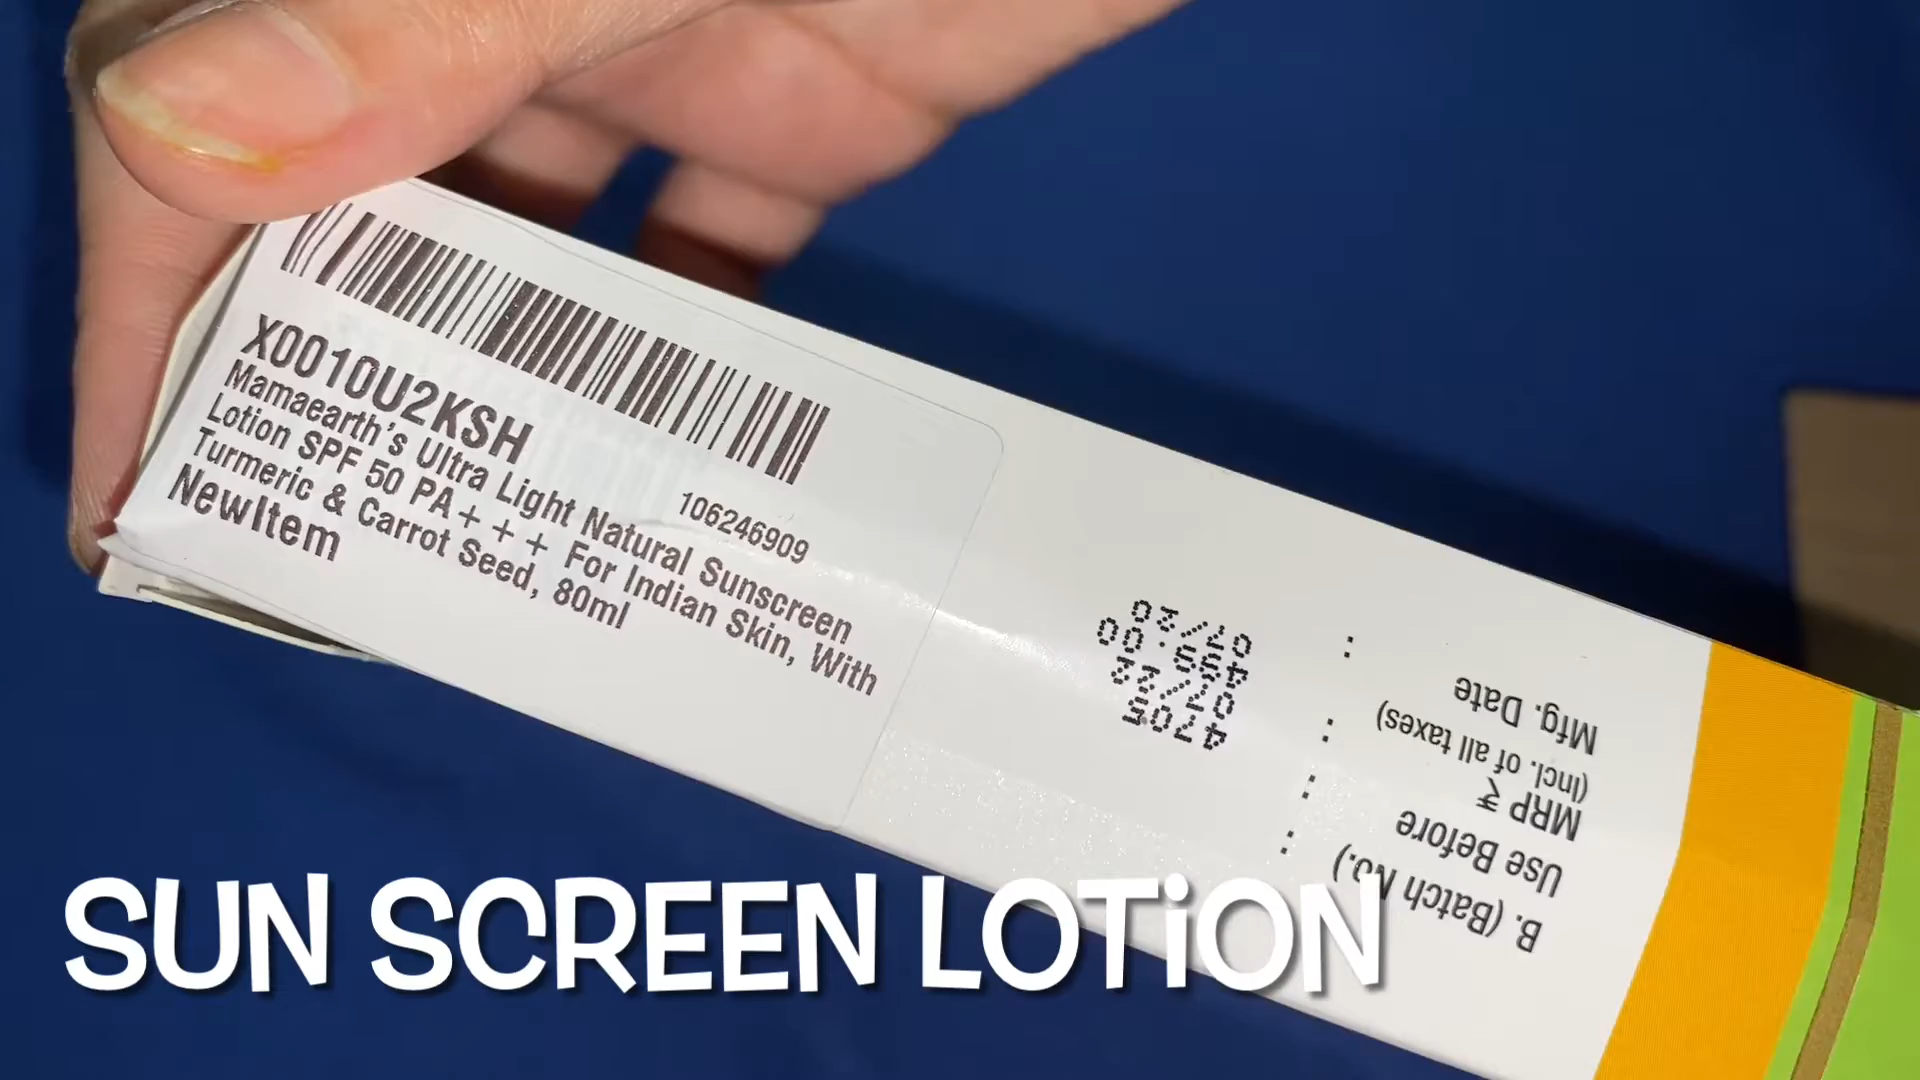 X0010U2KSH
Mamaearth's Ultra Light Natural Sunscreen
Lotion SPF 50 PA+++ For Indian Skin, With
Turmeric & Carrot Seed, 80ml
NewItem
106246909
Mfg. Date : 07/20
MRP ₹ : 499.00
(Incl. of all taxes)
Use Before : 07/22
B. (Batch No.) : 4705
SUN SCREEN LOTiON